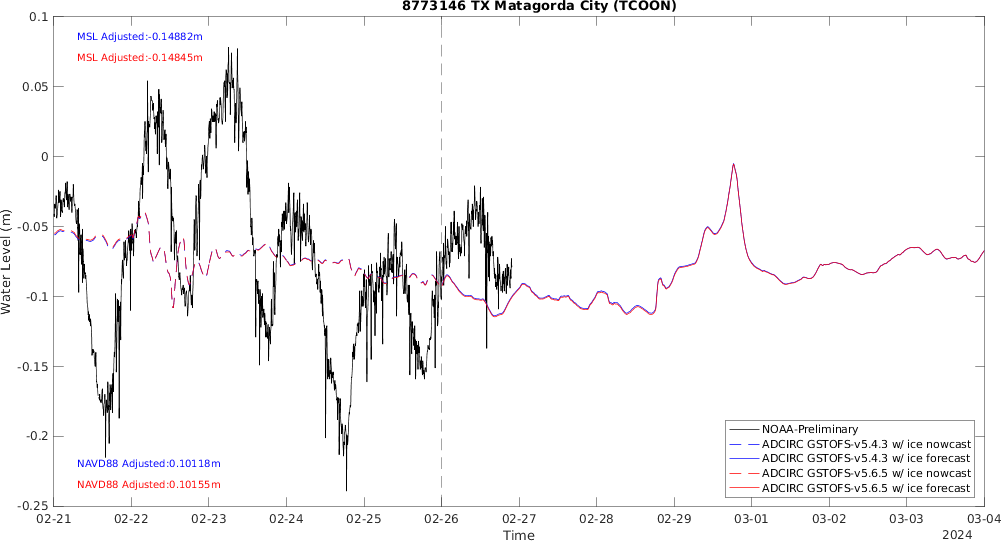 8773146 TX Matagorda City (TCOON)
0.1
0.05
0
-0.05
-0.1
-0.15
-0.2
-0.25
Water Level (m)
MSL Adjusted:-0.14882m
MSL Adjusted:-0.14845m
NAVD88 Adjusted:0.10118m
NAVD88 Adjusted:0.10155m
NOAA-Preliminary
ADCIRC GSTOFS-v5.4.3 w/ ice nowcast
ADCIRC GSTOFS-v5.4.3 w/ ice forecast
ADCIRC GSTOFS-v5.6.5 w/ ice nowcast
ADCIRC GSTOFS-v5.6.5 w/ ice forecast
02-21 02-22 02-23 02-24 02-25 02-26 02-27 02-28 02-29 03-01 03-02 03-03 03-04
Time
2024